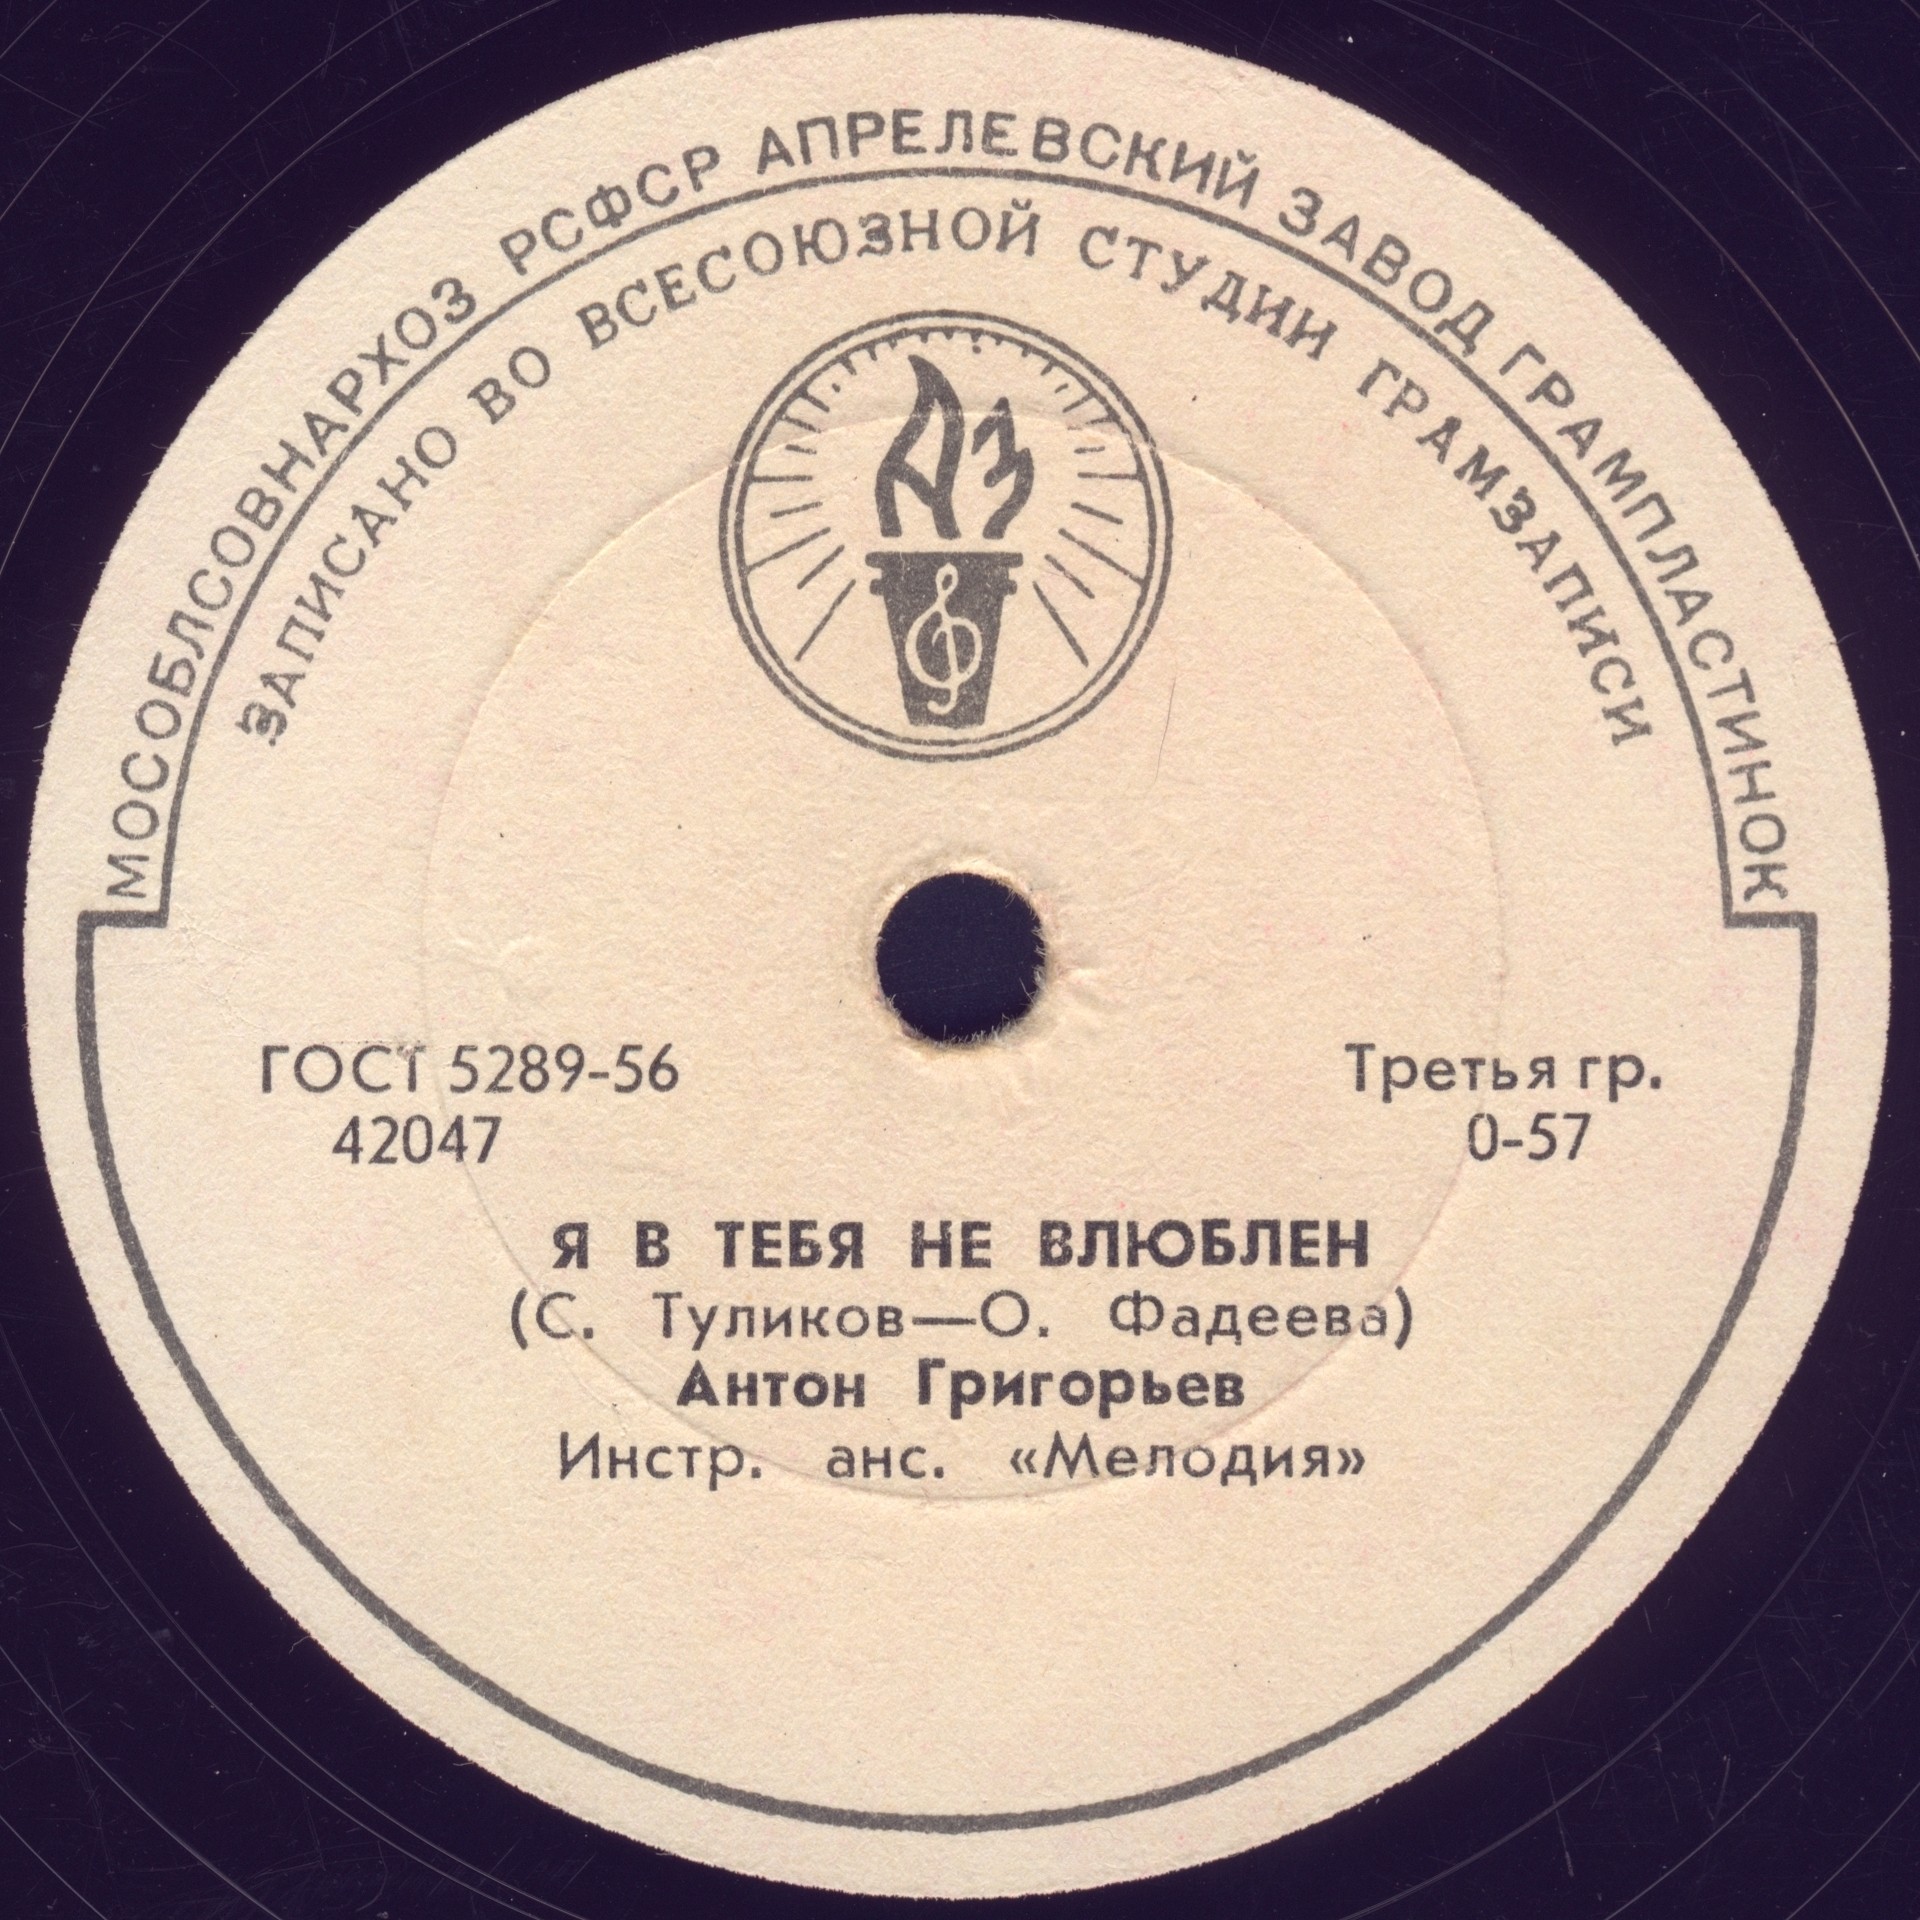 МОСОБЛСОВНАРХОЗ РСФСР АПРЕЛЕВСКИЙ ЗАВОД ГРАМПЛАСТИНОК
ЗАПИСАНО ВО ВСЕСОЮЗНОЙ СТУДИИ ГРАМЗАПИСИ
АЗ
ГОСТ 5289-56
42047
Третья гр.
0-57
Я В ТЕБЯ НЕ ВЛЮБЛЕН
(С. Туликов—О. Фадеева)
Антон Григорьев
Инстр. анс. «Мелодия»